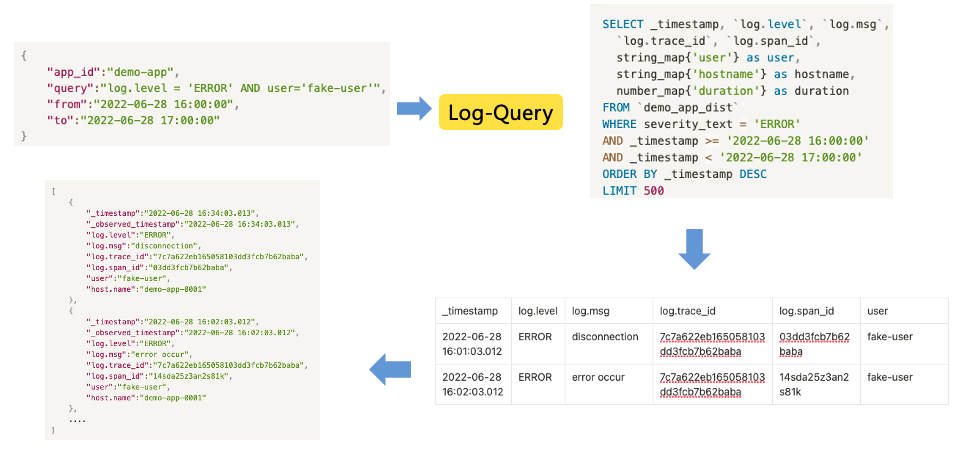 {
"app_id":"demo-app",
"query":"log.level = 'ERROR' AND user='fake-user'",
"from":"2022-06-28 16:00:00",
"to":"2022-06-28 17:00:00"
}
Log-Query
SELECT _timestamp, `log.level`, `log.msg`,
`log.trace_id`, `log.span_id`,
string_map{'user'} as user,
string_map{'hostname'} as hostname,
number_map{'duration'} as duration
FROM `demo_app_dist`
WHERE severity_text = 'ERROR'
AND _timestamp >= '2022-06-28 16:00:00'
AND _timestamp < '2022-06-28 17:00:00'
ORDER BY _timestamp DESC
LIMIT 500
_timestamp log.level log.msg log.trace_id log.span_id user
2022-06-28 ERROR disconnection 7c7a622eb165058103 03dd3fcb7b62 fake-user
16:01:03.012 dd3fcb7b62baba baba
2022-06-28 ERROR error occur 7c7a622eb165058103 14sda25z3an2 fake-user
16:02:03.012 dd3fcb7b62baba s81k
[
{
"_timestamp":"2022-06-28 16:34:03.013",
"_observed_timestamp":"2022-06-28 16:34:03.013",
"log.level":"ERROR",
"log.msg":"disconnection",
"log.trace_id":"7c7a622eb165058103dd3fcb7b62baba",
"log.span_id":"03dd3fcb7b62baba",
"user":"fake-user",
"host.name":"demo-app-0001"
},
{
"_timestamp":"2022-06-28 16:02:03.012",
"_observed_timestamp":"2022-06-28 16:02:03.012",
"log.level":"ERROR",
"log.msg":"error occur",
"log.trace_id":"7c7a622eb165058103dd3fcb7b62baba",
"log.span_id":"14sda25z3an2s81k",
"user":"fake-user",
"host.name":"demo-app-0001"
},
....
]